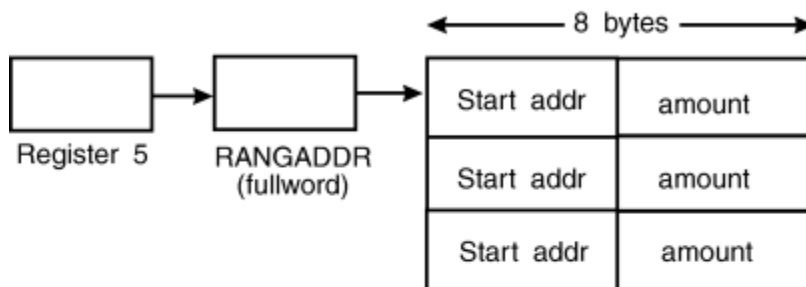 8 bytes
Start addr amount
Register 5
RANGADDR
(fullword)
Start addr amount
Start addr amount